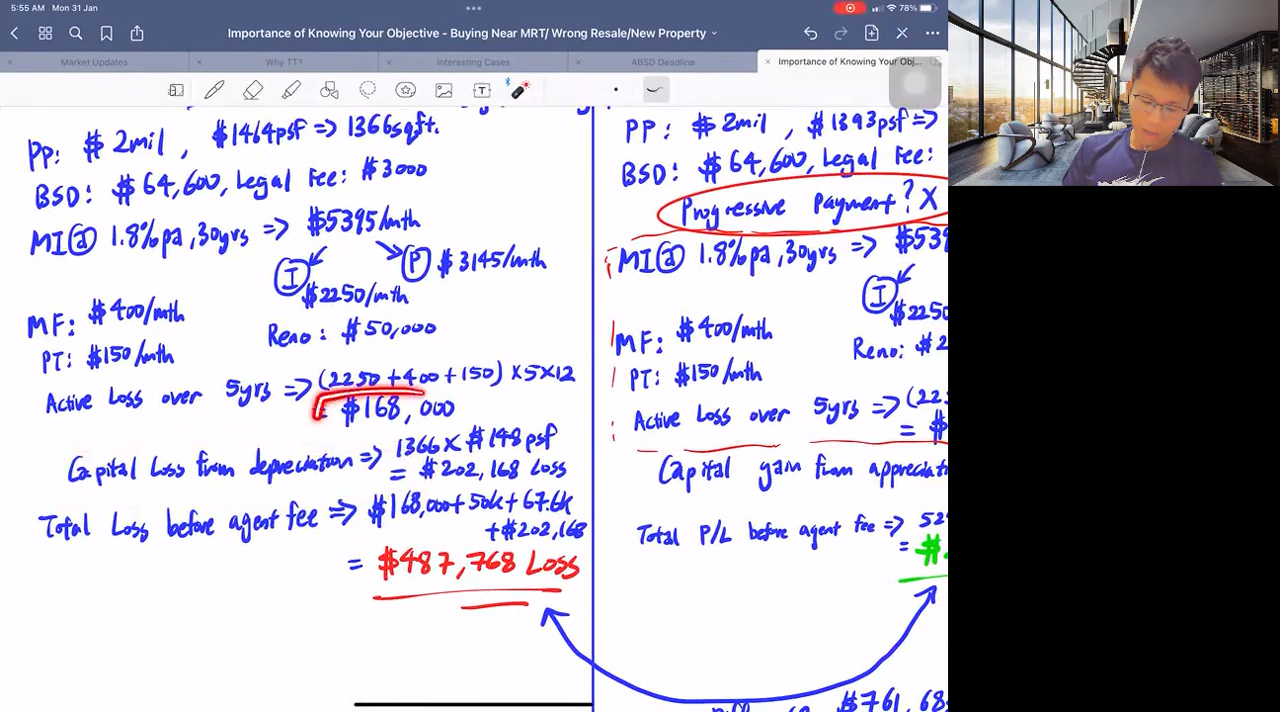 5:55 AM Mon 31 Jan
78%
Importance of Knowing Your Objective - Buying Near MRT/ Wrong Resale/New Property
Market Updates
Why TT?
Interesting Cases
ABSD Deadline
Importance of Knowing Your Obj...
PP: $ 2mil , $1464psf => 1366sqft.
BSD: $ 64,600, Legal Fee: $3000
MI@ 1.8%pa,30yrs => $5395/mth
I
$2250/mth
P $3145/mth
MF: $400/mth
Reno: $50,000
PT: $150/mth
Active Loss over 5yrs => (2250+400+150) x5x12
= $168,000
Capital Loss from depreciation => 1366 x $148psf
= $202,168 Loss
Total Loss before agent fee => $168,000+50k+67.6k
+$202,168
= $487,768 Loss
PP: $ 2mil , $1393psf =>
BSD: $ 64,600, Legal Fee:
Progressive Payment? X
MI@ 1.8%pa,30yrs => $539
I
$2250
MF: $400/mth
Reno: $2
PT: $150/mth
Active Loss over 5yrs => (225
= $
Capital gain from appreciati
Total P/L before agent fee => 52
= $
$761,68